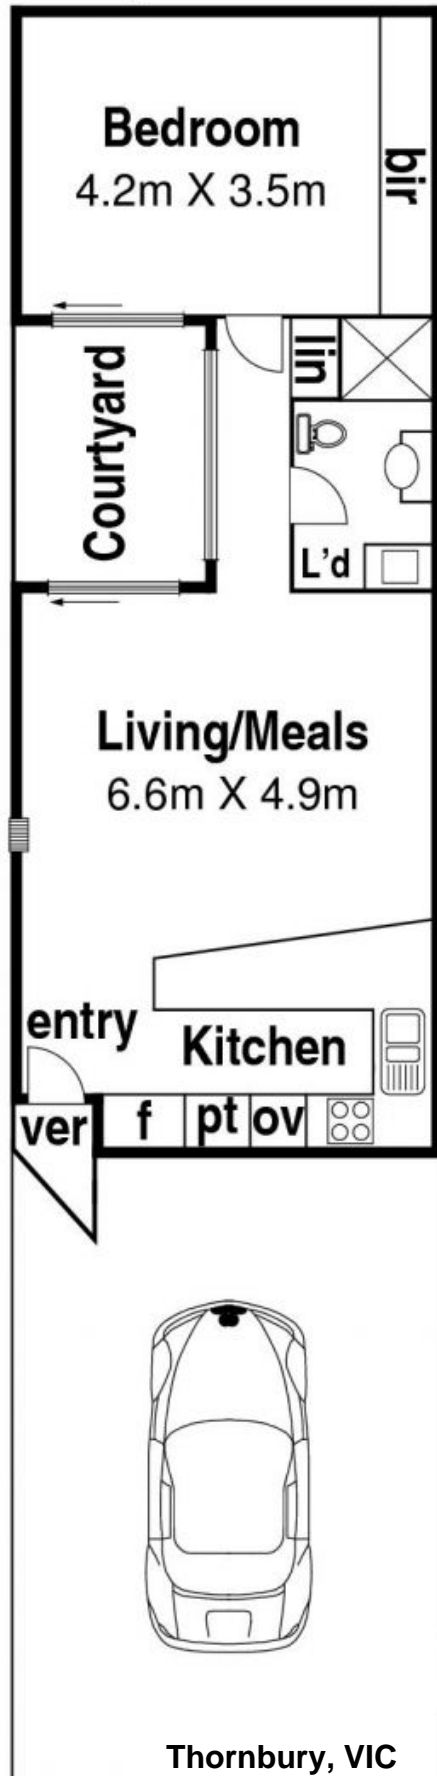 Bedroom
4.2m X 3.5m
bir
Courtyard
lin
L'd
Living/Meals
6.6m X 4.9m
entry
Kitchen
ver
f
pt
ov
Thornbury, VIC